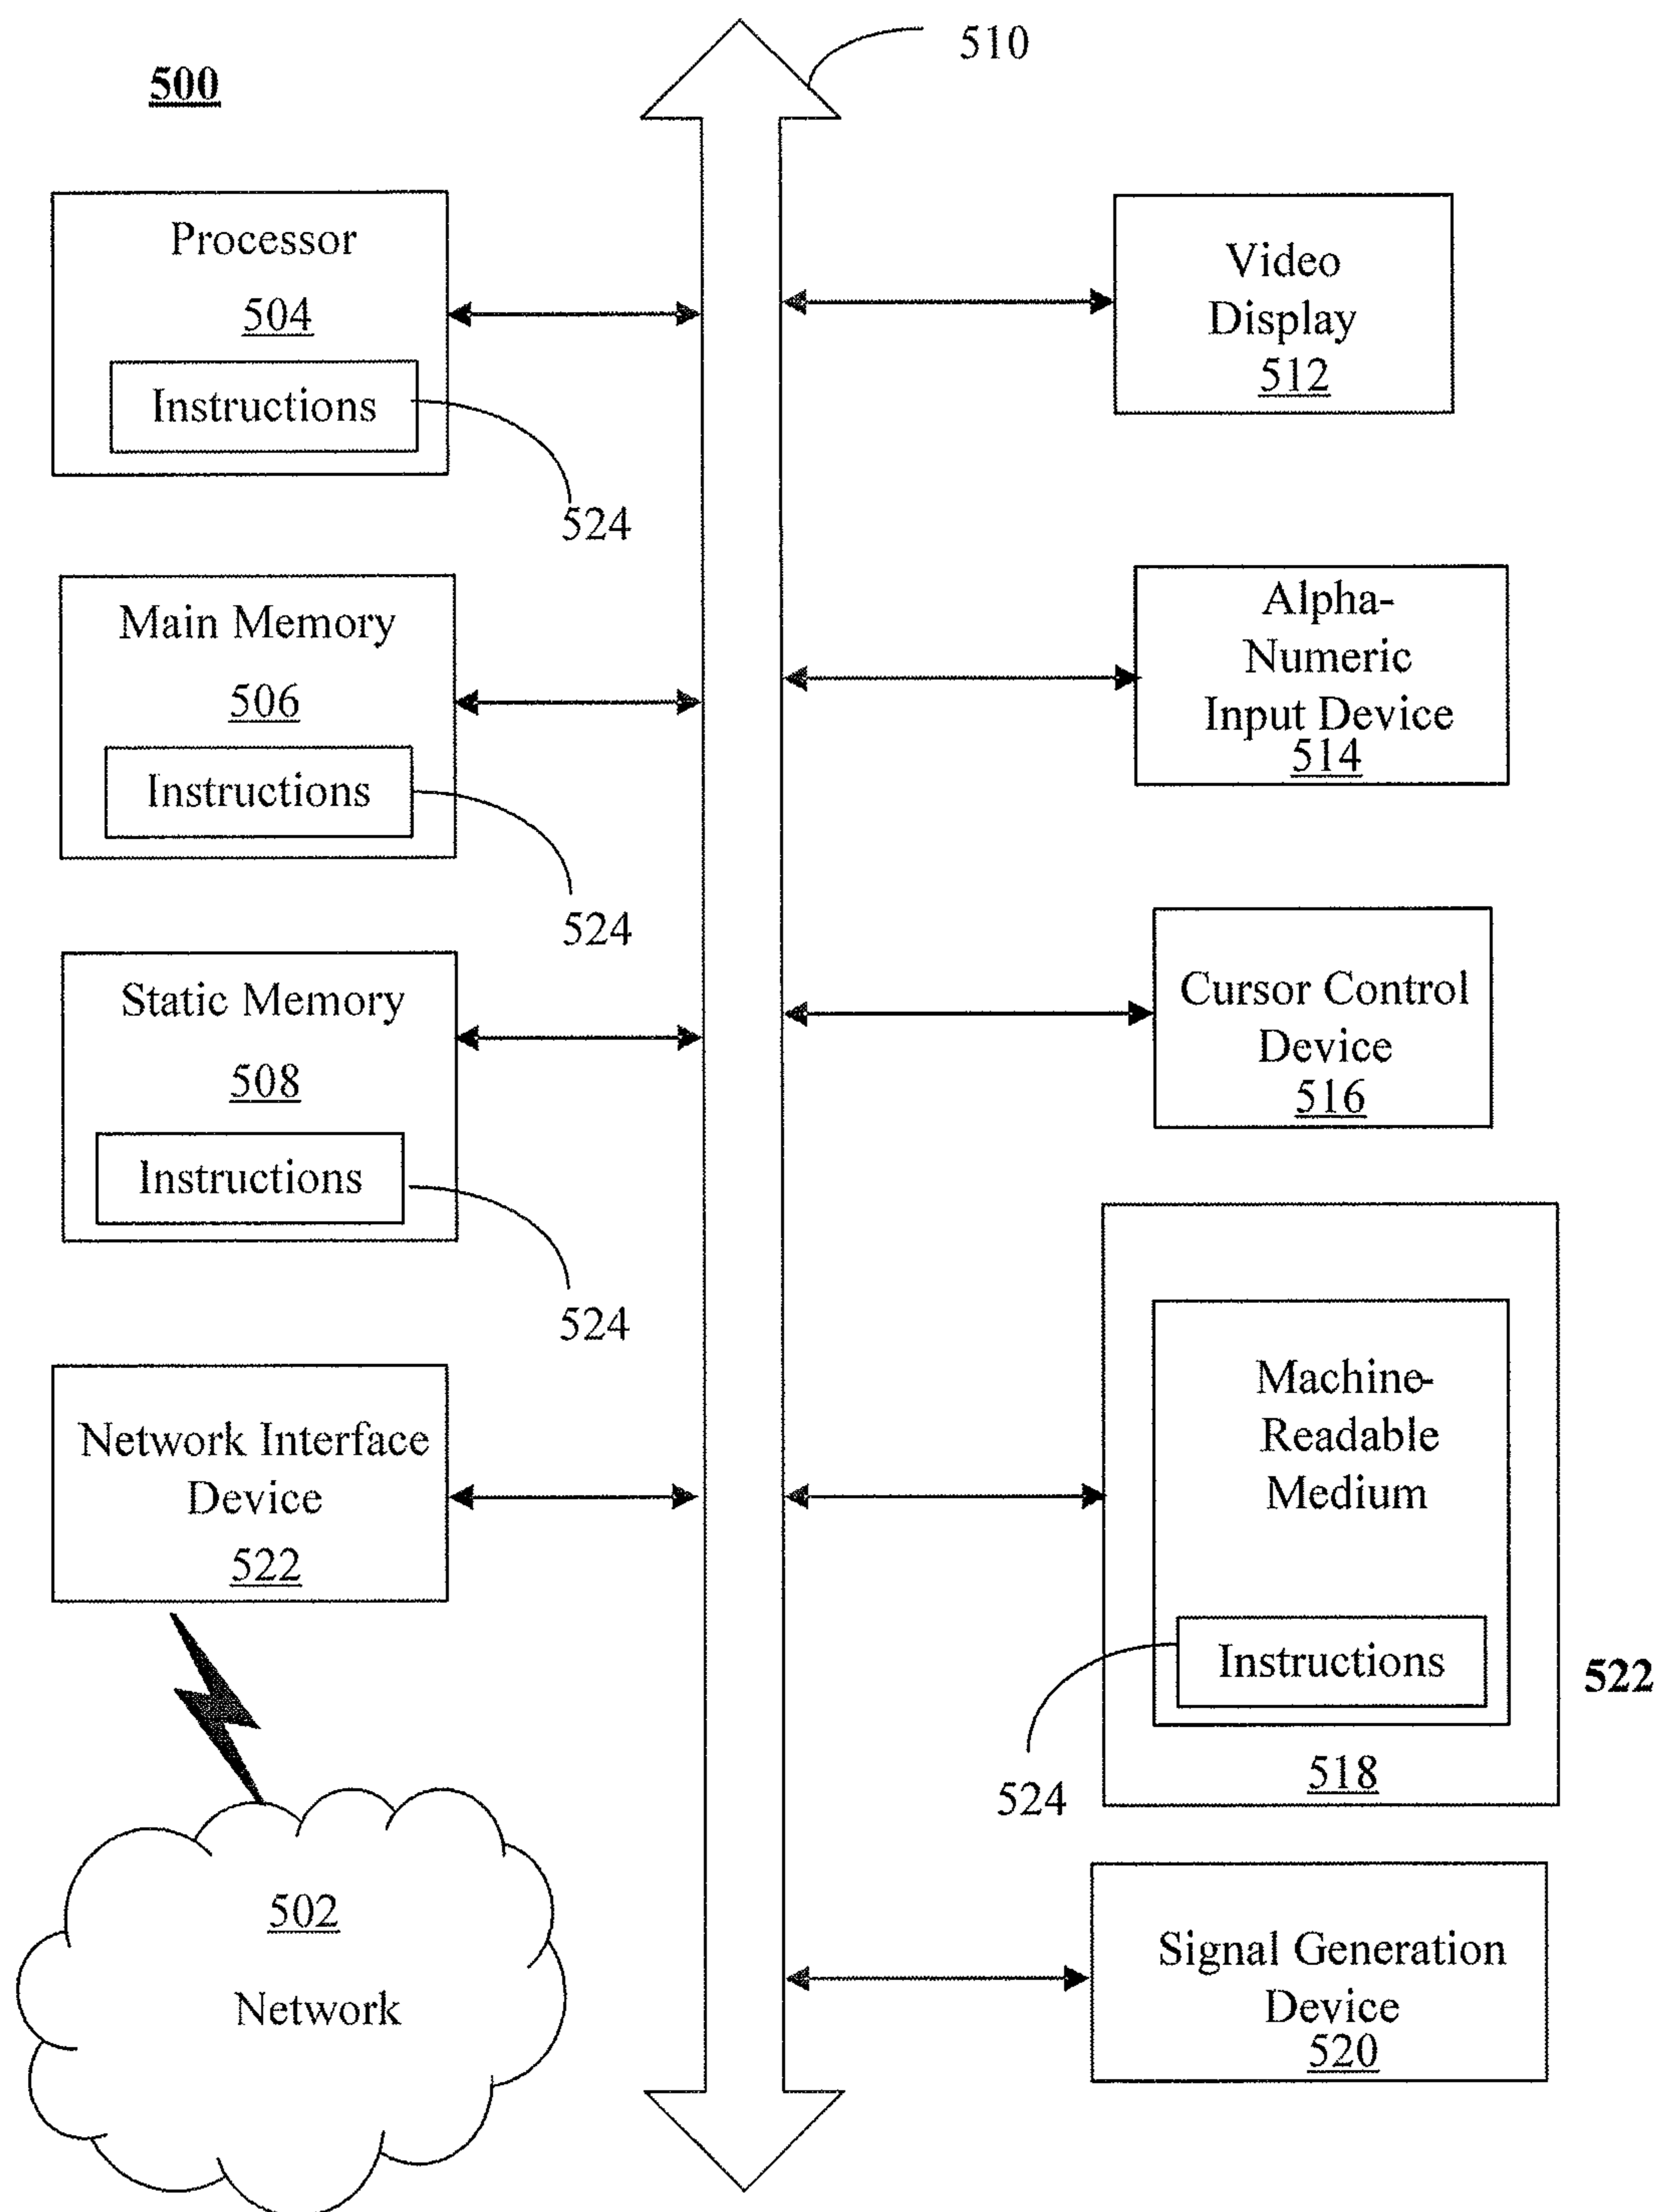 500
510
Processor
504
Instructions
524
Main Memory
506
Instructions
524
Static Memory
508
Instructions
524
Network Interface
Device
522
502
Network
Video
Display
512
Alpha-
Numeric
Input Device
514
Cursor Control
Device
516
Machine-
Readable
Medium
Instructions
524
518
522
Signal Generation
Device
520